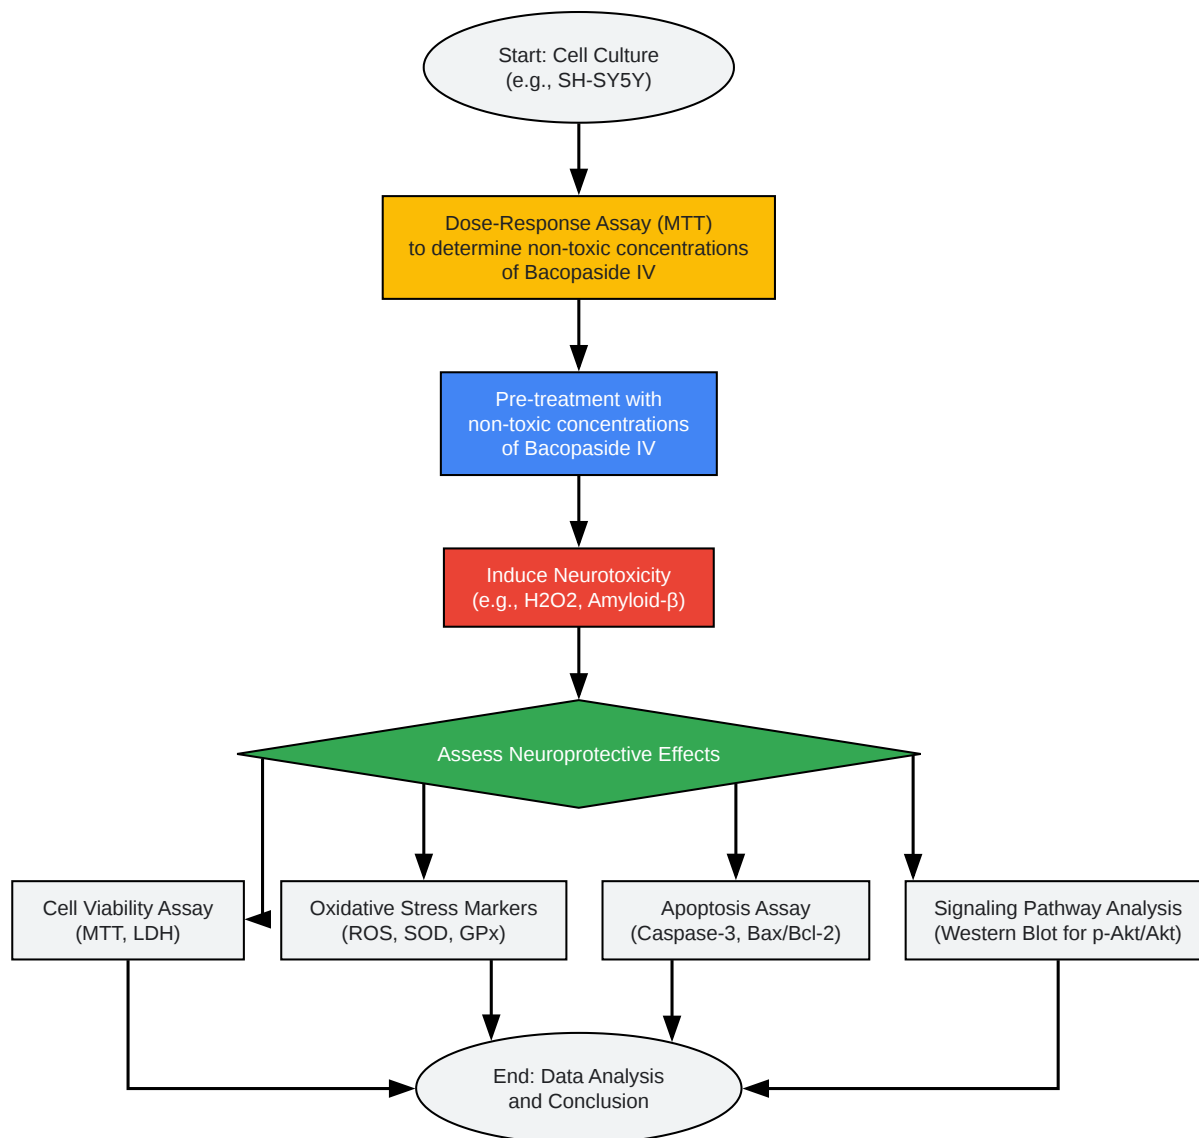 Start: Cell Culture
(e.g., SH-SY5Y)
Dose-Response Assay (MTT)
to determine non-toxic concentrations
of Bacopaside IV
Pre-treatment with
non-toxic concentrations
of Bacopaside IV
Induce Neurotoxicity
(e.g., H2O2, Amyloid-β)
Assess Neuroprotective Effects
Cell Viability Assay
(MTT, LDH)
Oxidative Stress Markers
(ROS, SOD, GPx)
Apoptosis Assay
(Caspase-3, Bax/Bcl-2)
Signaling Pathway Analysis
(Western Blot for p-Akt/Akt)
End: Data Analysis
and Conclusion